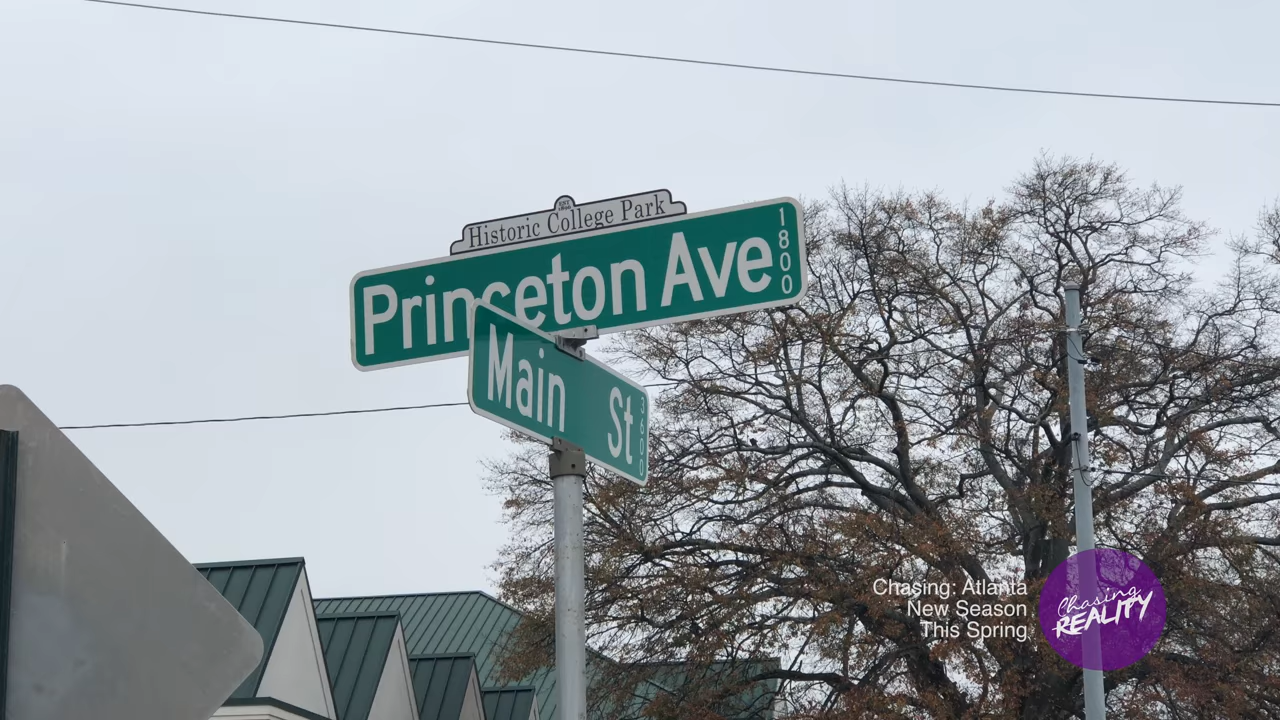 Historic College Park
Princeton Ave
1800
Main St
3600
Chasing: Atlanta
New Season
This Spring
Chasing
REALITY